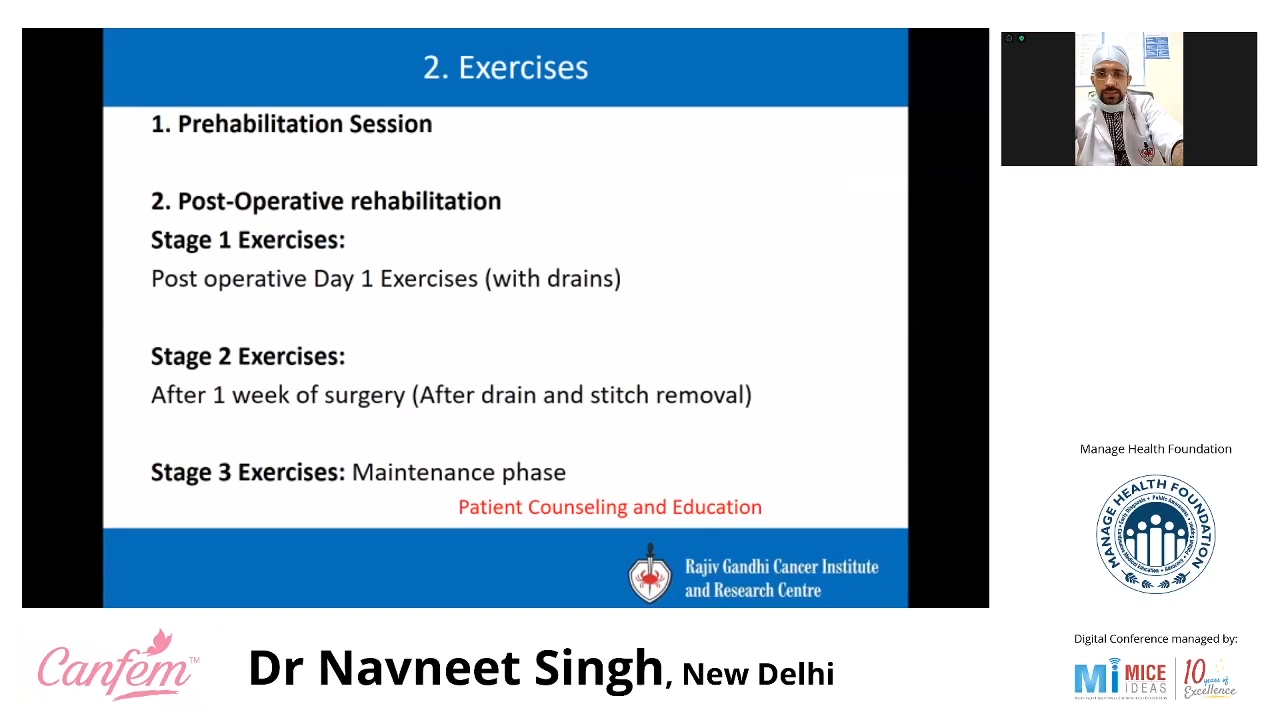 2. Exercises
1. Prehabilitation Session
2. Post-Operative rehabilitation
Stage 1 Exercises:
Post operative Day 1 Exercises (with drains)
Stage 2 Exercises:
After 1 week of surgery (After drain and stitch removal)
Stage 3 Exercises: Maintenance phase
Patient Counseling and Education
Rajiv Gandhi Cancer Institute
and Research Centre
Manage Health Foundation
MANAGE HEALTH FOUNDATION
Digital Conference managed by:
Mi MICE
IDEAS
10 years of
Excellence
Canfem™
Dr Navneet Singh, New Delhi